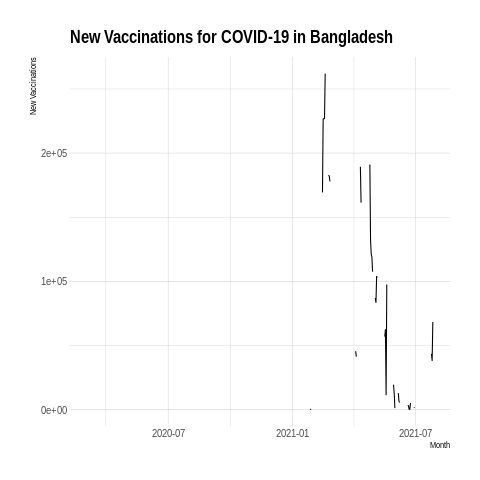 New Vaccinations for COVID-19 in Bangladesh
New Vaccinations
2e+05
1e+05
0e+00
2020-07 2021-01 2021-07
Month